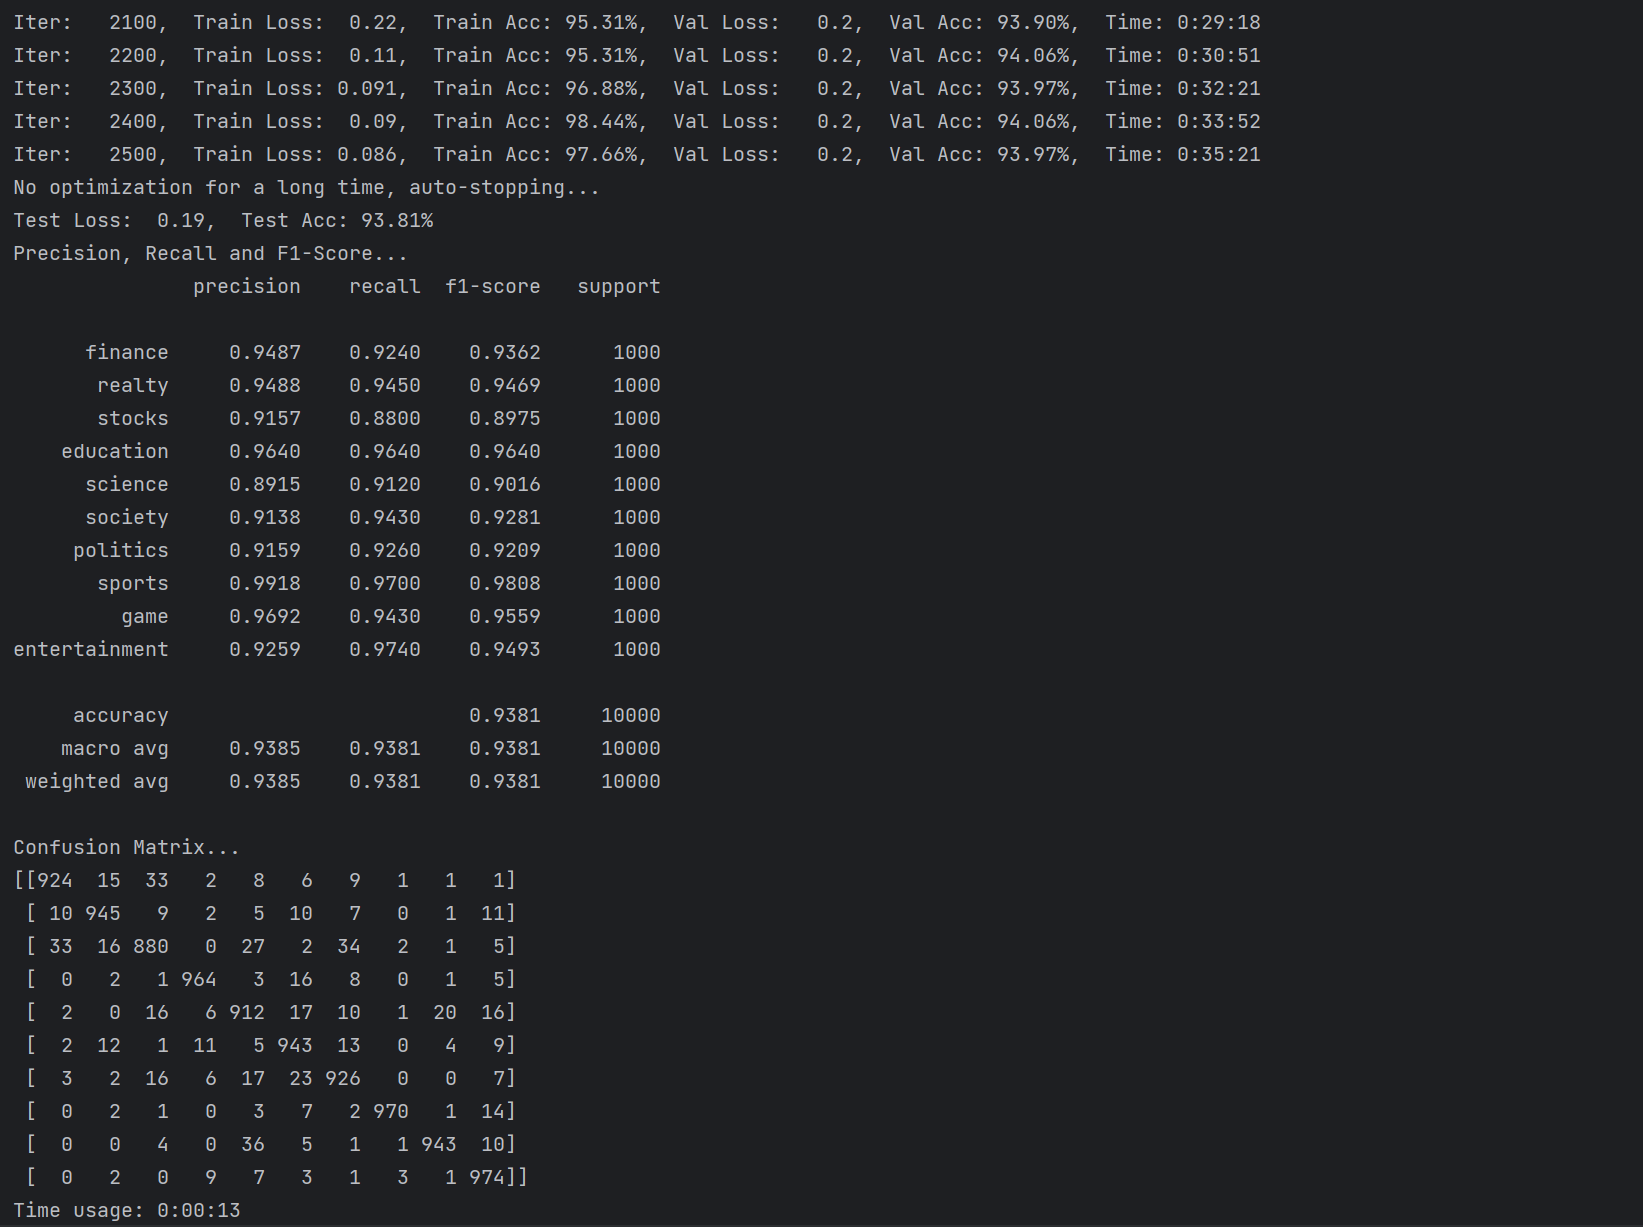 Iter:   2100,  Train Loss:  0.22,  Train Acc: 95.31%,  Val Loss:   0.2,  Val Acc: 93.90%,  Time: 0:29:18
Iter:   2200,  Train Loss:  0.11,  Train Acc: 95.31%,  Val Loss:   0.2,  Val Acc: 94.06%,  Time: 0:30:51
Iter:   2300,  Train Loss: 0.091,  Train Acc: 96.88%,  Val Loss:   0.2,  Val Acc: 93.97%,  Time: 0:32:21
Iter:   2400,  Train Loss:  0.09,  Train Acc: 98.44%,  Val Loss:   0.2,  Val Acc: 94.06%,  Time: 0:33:52
Iter:   2500,  Train Loss: 0.086,  Train Acc: 97.66%,  Val Loss:   0.2,  Val Acc: 93.97%,  Time: 0:35:21
No optimization for a long time, auto-stopping...
Test Loss:  0.19,  Test Acc: 93.81%
Precision, Recall and F1-Score...
               precision    recall  f1-score   support
      finance     0.9487    0.9240    0.9362      1000
       realty     0.9488    0.9450    0.9469      1000
       stocks     0.9157    0.8800    0.8975      1000
    education     0.9640    0.9640    0.9640      1000
      science     0.8915    0.9120    0.9016      1000
      society     0.9138    0.9430    0.9281      1000
     politics     0.9159    0.9260    0.9209      1000
       sports     0.9918    0.9700    0.9808      1000
         game     0.9692    0.9430    0.9559      1000
entertainment     0.9259    0.9740    0.9493      1000
     accuracy                         0.9381     10000
    macro avg     0.9385    0.9381    0.9381     10000
 weighted avg     0.9385    0.9381    0.9381     10000
Confusion Matrix...
[[924  15  33   2   8   6   9   1   1   1]
 [ 10 945   9   2   5  10   7   0   1  11]
 [ 33  16 880   0  27   2  34   2   1   5]
 [  0   2   1 964   3  16   8   0   1   5]
 [  2   0  16   6 912  17  10   1  20  16]
 [  2  12   1  11   5 943  13   0   4   9]
 [  3   2  16   6  17  23 926   0   0   7]
 [  0   2   1   0   3   7   2 970   1  14]
 [  0   0   4   0  36   5   1   1 943  10]
 [  0   2   0   9   7   3   1   3   1 974]]
Time usage: 0:00:13